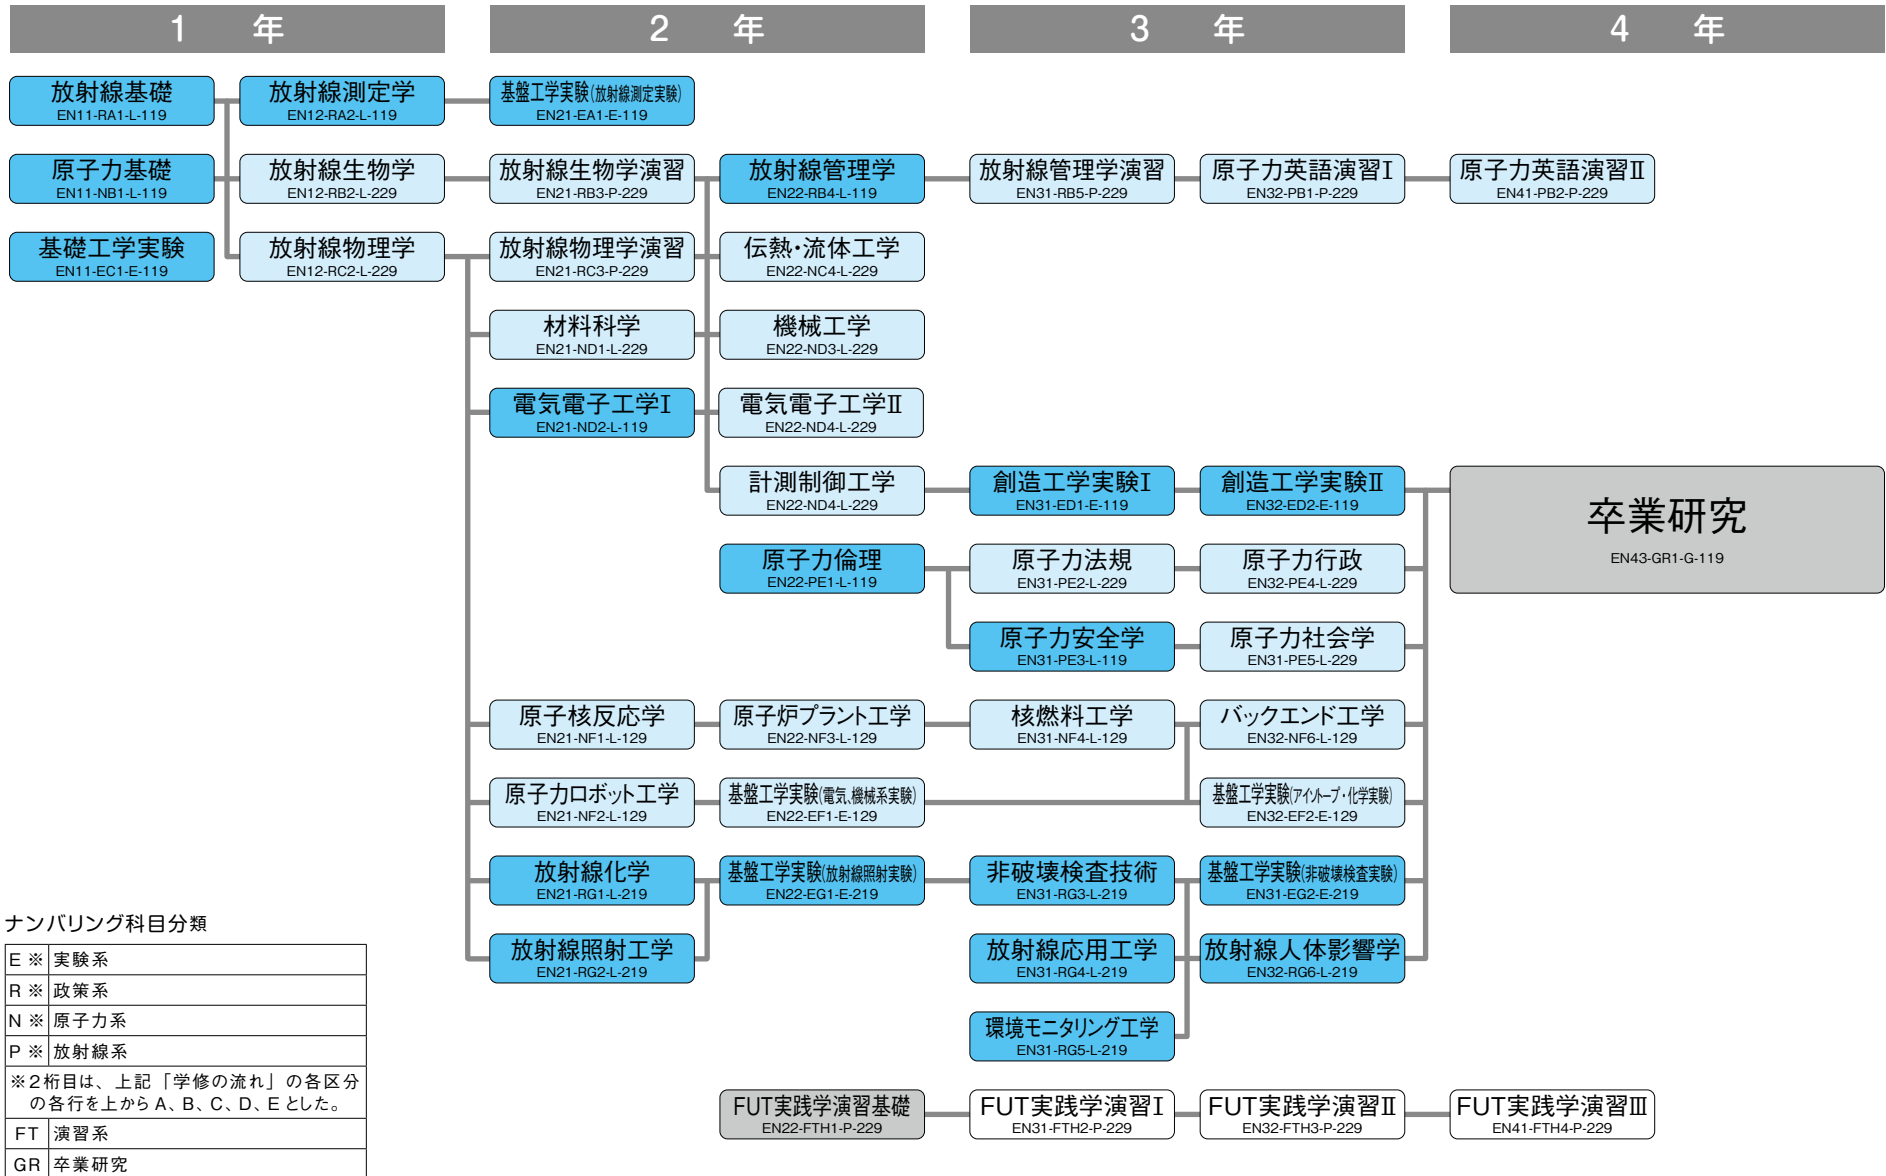 1 年
2 年
3 年
4 年
放射線基礎
EN11-RA1-L-119
放射線測定学
EN12-RA2-L-119
基盤工学実験(放射線測定実験)
EN21-EA1-E-119
原子力基礎
EN11-NB1-L-119
放射線生物学
EN12-RB2-L-229
放射線生物学演習
EN21-RB3-P-229
放射線管理学
EN22-RB4-L-119
放射線管理学演習
EN31-RB5-P-229
原子力英語演習Ⅰ
EN32-PB1-P-229
原子力英語演習Ⅱ
EN41-PB2-P-229
基礎工学実験
EN11-EC1-E-119
放射線物理学
EN12-RC2-L-229
放射線物理学演習
EN21-RC3-P-229
伝熱・流体工学
EN22-NC4-L-229
材料科学
EN21-ND1-L-229
機械工学
EN22-ND3-L-229
電気電子工学Ⅰ
EN21-ND2-L-119
電気電子工学Ⅱ
EN22-ND4-L-229
計測制御工学
EN22-ND4-L-229
創造工学実験Ⅰ
EN31-ED1-E-119
創造工学実験Ⅱ
EN32-ED2-E-119
卒業研究
EN43-GR1-G-119
原子力倫理
EN22-PE1-L-119
原子力法規
EN31-PE2-L-229
原子力行政
EN32-PE4-L-229
原子力安全学
EN31-PE3-L-119
原子力社会学
EN31-PE5-L-229
原子核反応学
EN21-NF1-L-129
原子炉プラント工学
EN22-NF3-L-129
核燃料工学
EN31-NF4-L-129
バックエンド工学
EN32-NF6-L-129
原子力ロボット工学
EN21-NF2-L-129
基盤工学実験(電気、機械系実験)
EN22-EF1-E-129
基盤工学実験(アイソトープ・化学実験)
EN32-EF2-E-129
放射線化学
EN21-RG1-L-219
基盤工学実験(放射線照射実験)
EN22-EG1-E-219
非破壊検査技術
EN31-RG3-L-219
基盤工学実験(非破壊検査実験)
EN31-EG2-E-219
放射線照射工学
EN21-RG2-L-219
放射線応用工学
EN31-RG4-L-219
放射線人体影響学
EN32-RG6-L-219
環境モニタリング工学
EN31-RG5-L-219
FUT実践学演習基礎
EN22-FTH1-P-229
FUT実践学演習Ⅰ
EN31-FTH2-P-229
FUT実践学演習Ⅱ
EN32-FTH3-P-229
FUT実践学演習Ⅲ
EN41-FTH4-P-229
ナンバリング科目分類
E ※ 実験系
R ※ 政策系
N ※ 原子力系
P ※ 放射線系
※2桁目は、上記「学修の流れ」の各区分
の各行を上から A、B、C、D、E とした。
FT 演習系
GR 卒業研究